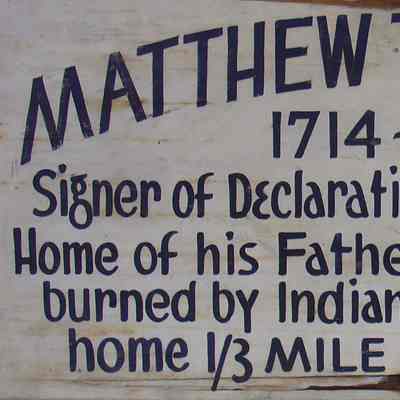 MATTHEW
1714-
Signer of Declarati
Home of his Fathe
burned by Indian
home 1/3 MILE